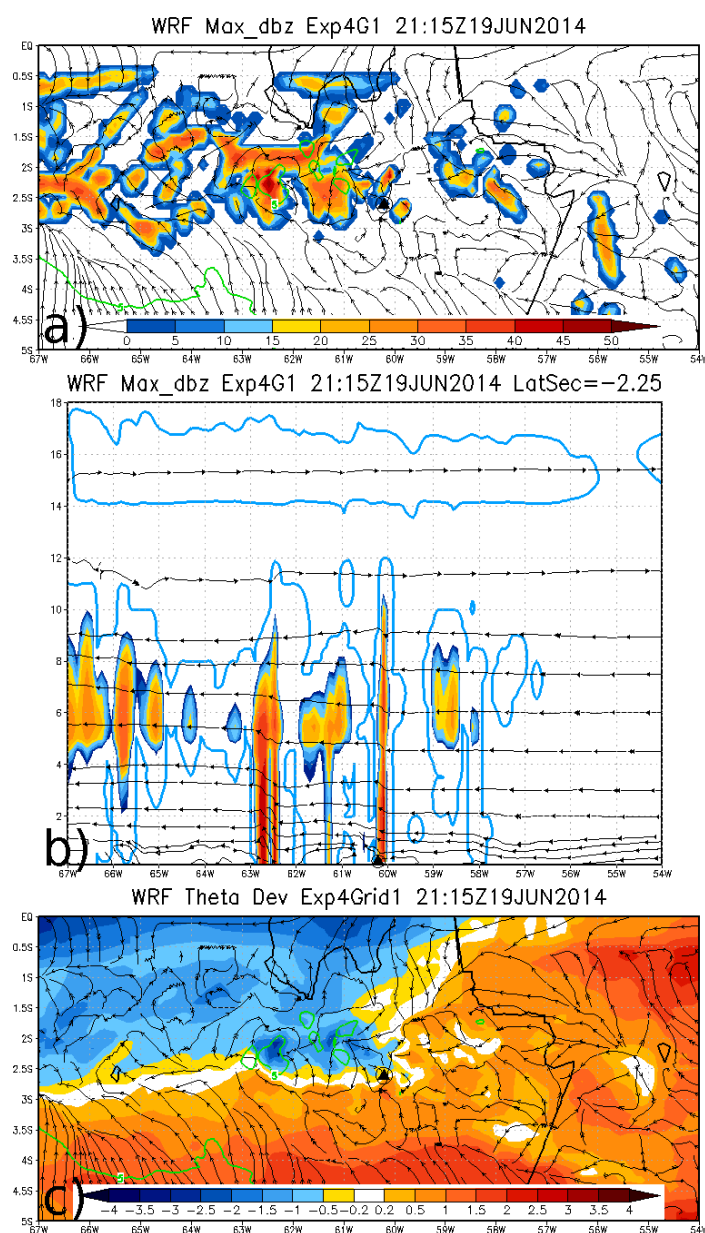 WRF Max_dbz Exp4G1 21:15Z19JUN2014
EQ
0.5S
1S
1.5S
2S
2.5S
3S
3.5S
4S
4.5S
5S
5
5
a)
0 5 10 15 20 25 30 35 40 45 50
67W 66W 65W 64W 63W 62W 61W 60W 59W 58W 57W 56W 55W 54W
WRF Max_dbz Exp4G1 21:15Z19JUN2014 LatSec=-2.25
18
16
14
12
10
8
6
4
2
b)
67W 66W 65W 64W 63W 62W 61W 60W 59W 58W 57W 56W 55W 54W
WRF Theta Dev Exp4Grid1 21:15Z19JUN2014
EQ
0.5S
1S
1.5S
2S
2.5S
3S
3.5S
4S
4.5S
5S
5
5
c)
-4 -3.5 -3 -2.5 -2 -1.5 -1 -0.5 -0.2 0.2 0.5 1 1.5 2 2.5 3 3.5 4
67W 66W 65W 64W 63W 62W 61W 60W 59W 58W 57W 56W 55W 54W